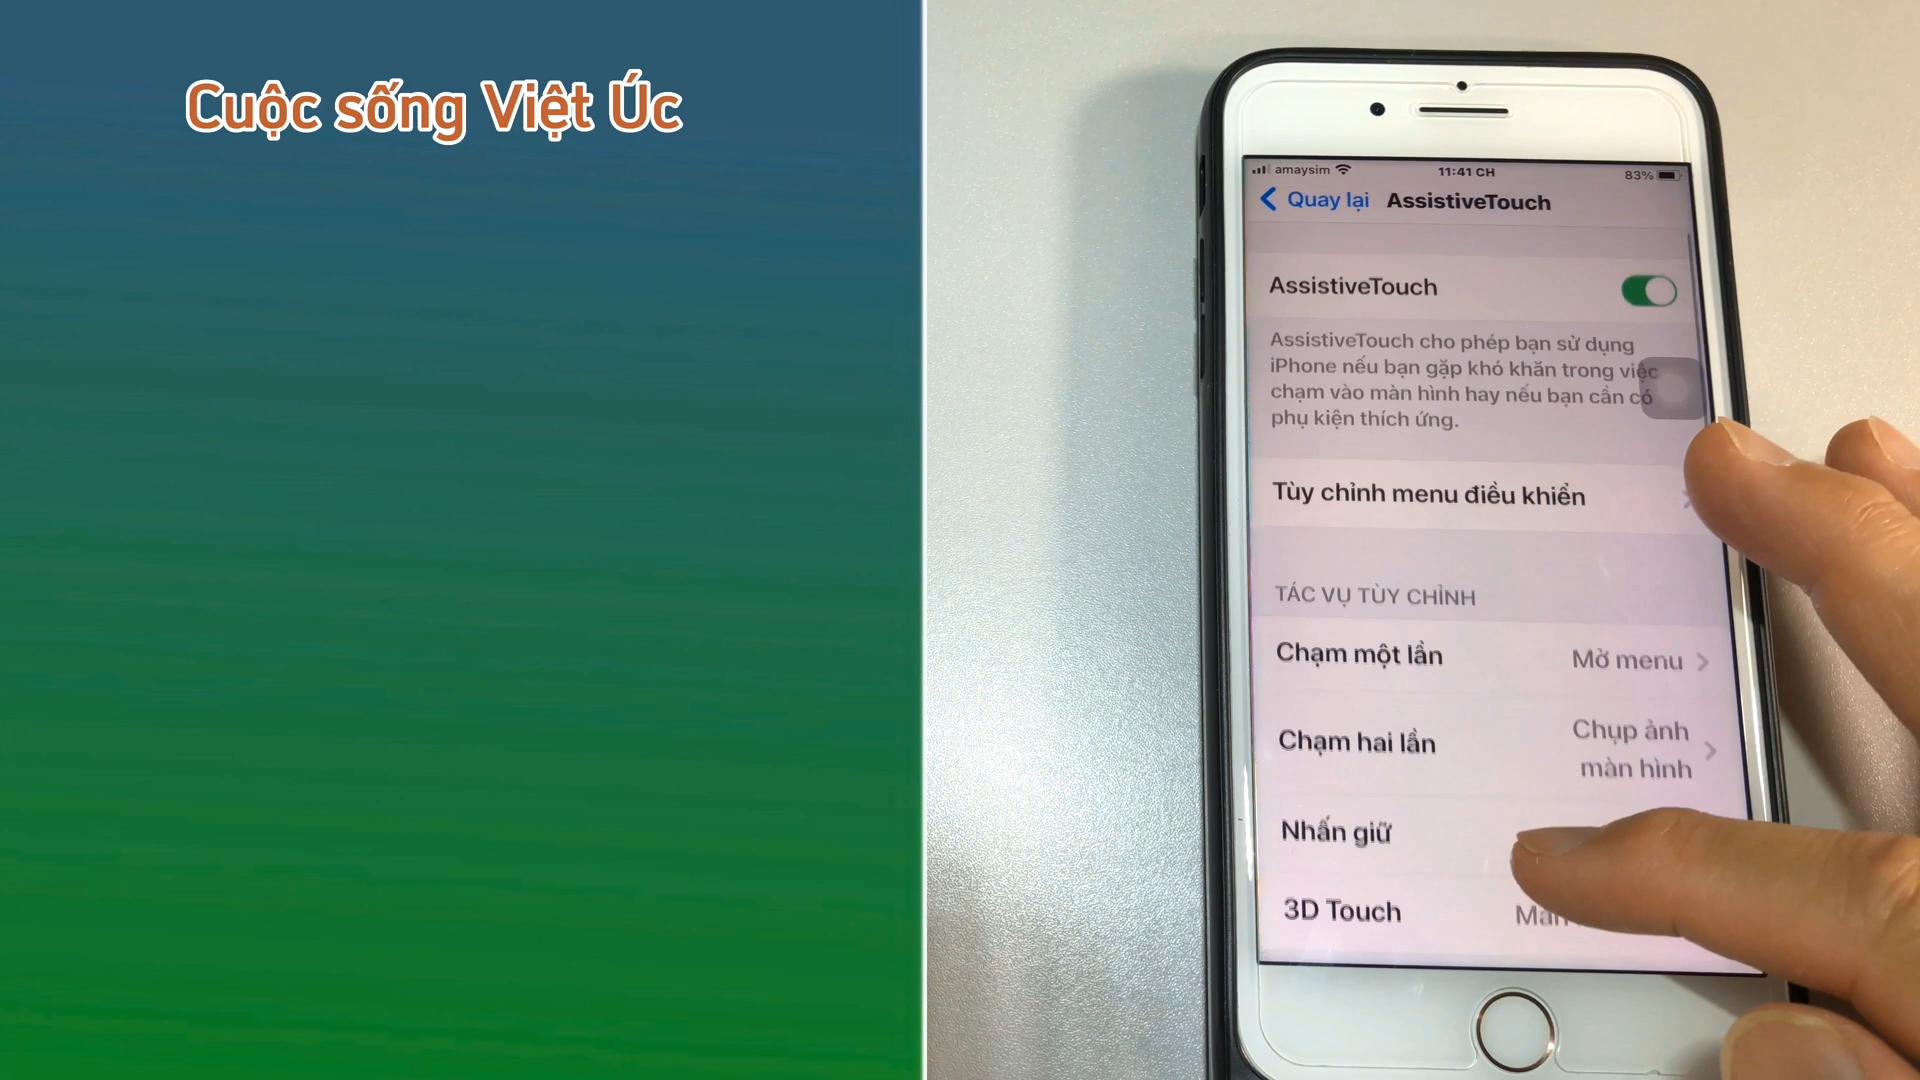 Cuộc sống Việt Úc
amaysim 11:41 CH 83%
Quay lại AssistiveTouch
AssistiveTouch
AssistiveTouch cho phép bạn sử dụng
iPhone nếu bạn gặp khó khăn trong việc
chạm vào màn hình hay nếu bạn cần có
phụ kiện thích ứng.
Tùy chỉnh menu điều khiển
TÁC VỤ TÙY CHỈNH
Chạm một lần Mở menu
Chạm hai lần Chụp ảnh
màn hình
Nhấn giữ
3D Touch